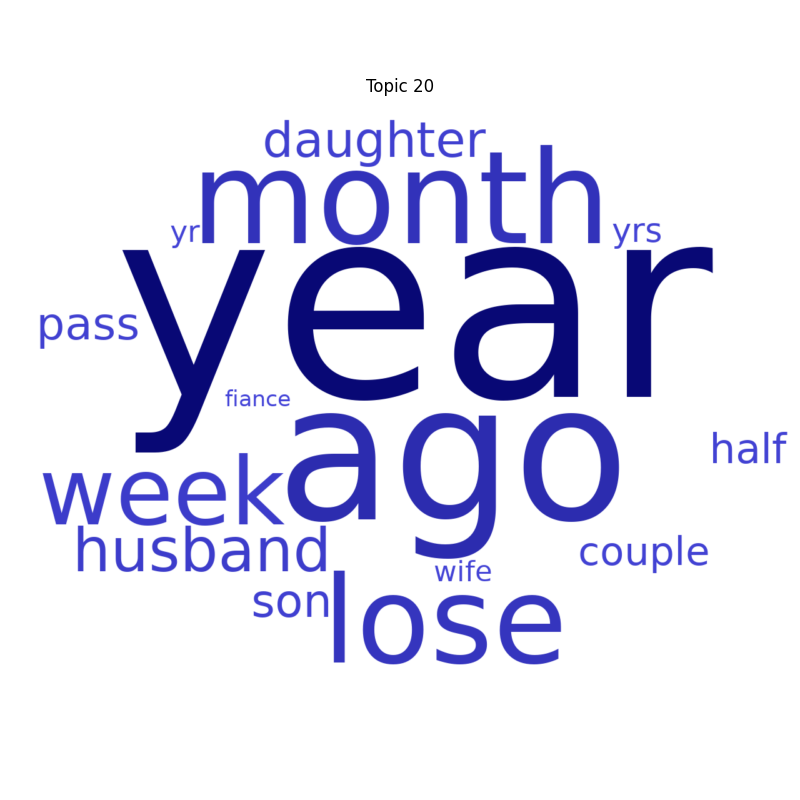 Topic 20
daughter
month
yr
yrs
year
pass
fiance
ago
half
week
husband
couple
wife
son
lose